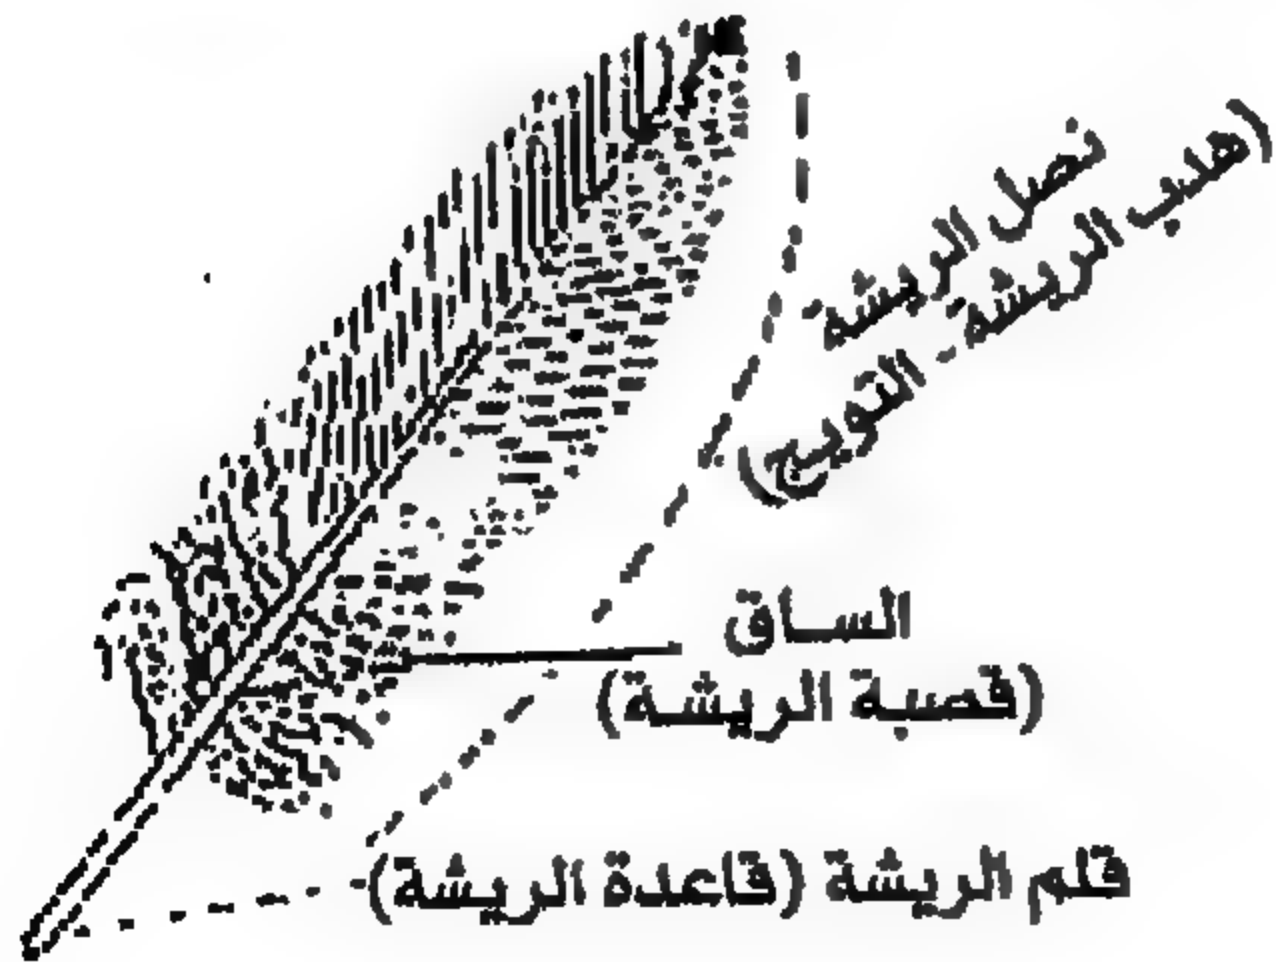 نصل الريشة
(هلب الريشة - التويج)
الساق
(قصبة الريشة)
قلم الريشة (قاعدة الريشة)